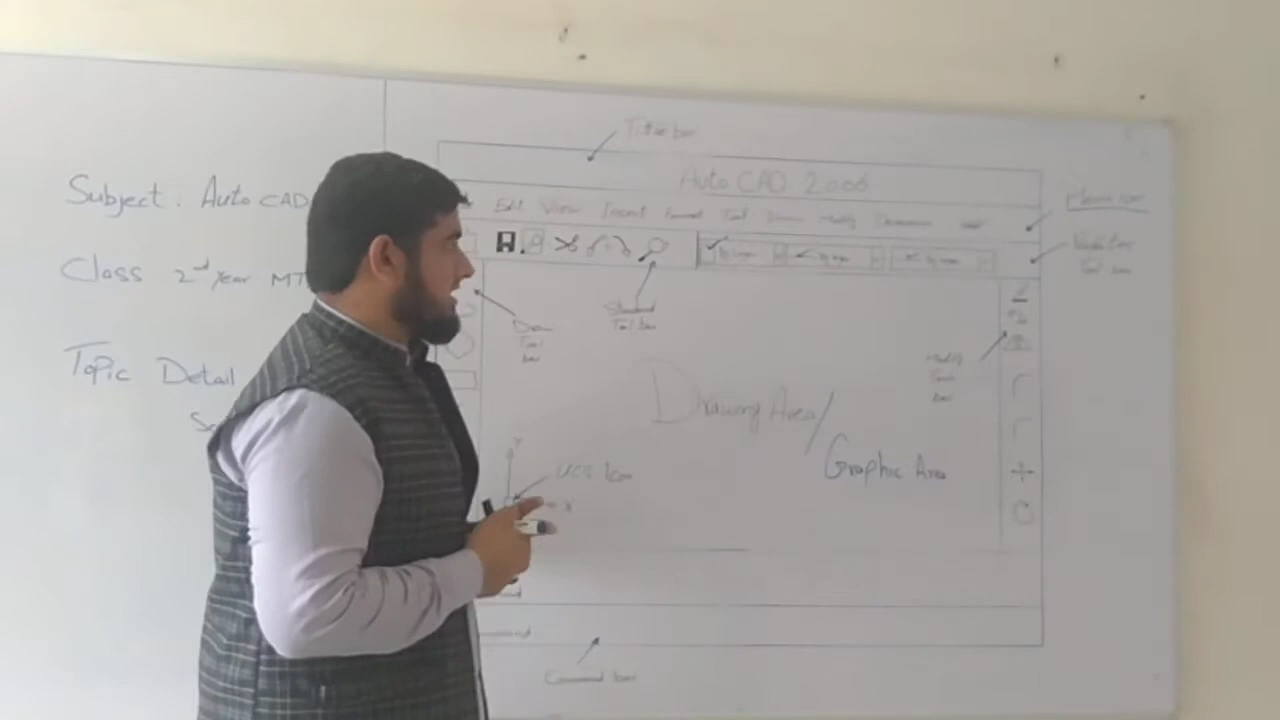 Subject : Auto CAD
Class 2nd Year MT
Topic Detail
Title bar
Auto CAD 2006
Edit View Insert Format Tool Draw Modify Dimension
Menu bar
Tool bar
Standard
Tool bar
Draw
Tool
bar
Modify
Tool
bar
Drawing Area/
Graphic Area
Y
UCS Icon
X
Command bar